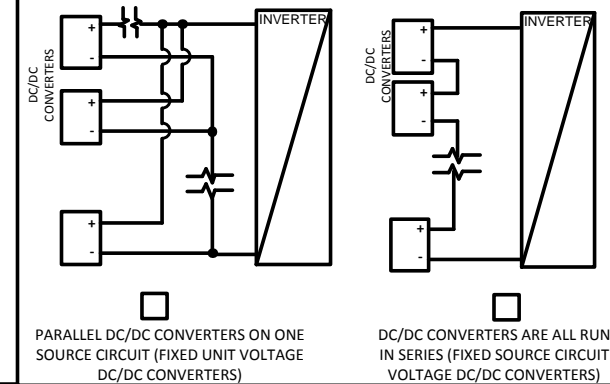 INVERTER
DC/DC
CONVERTERS
+
-
+
-
+
-
PARALLEL DC/DC CONVERTERS ON ONE
SOURCE CIRCUIT (FIXED UNIT VOLTAGE
DC/DC CONVERTERS)
INVERTER
DC/DC
CONVERTERS
+
-
+
-
+
-
DC/DC CONVERTERS ARE ALL RUN
IN SERIES (FIXED SOURCE CIRCUIT
VOLTAGE DC/DC CONVERTERS)